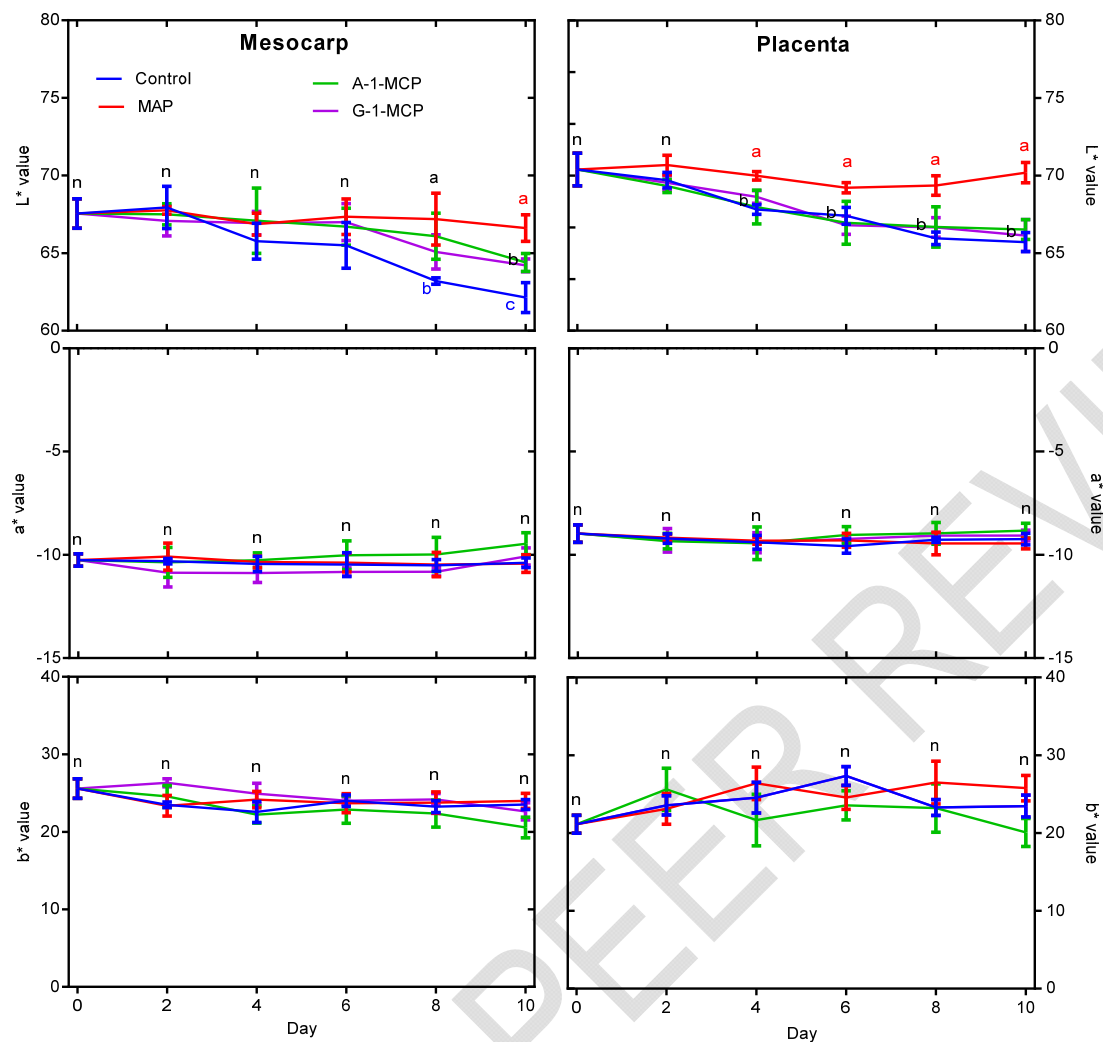 80
75
70
65
60
L* value
Mesocarp
Control
MAP
A-1-MCP
G-1-MCP
n
n
n
n
a
b
a
b
c
Placenta
n
n
a
a
a
a
b
b
b
b
80
75
70
65
60
L* value
0
-5
-10
-15
a* value
n
n
n
n
n
n
n
n
n
n
n
n
0
-5
-10
-15
a* value
40
30
20
10
0
b* value
n
n
n
n
n
n
0
2
4
6
8
10
Day
n
n
n
n
n
n
40
30
20
10
0
b* value
0
2
4
6
8
10
Day
PEER REVI